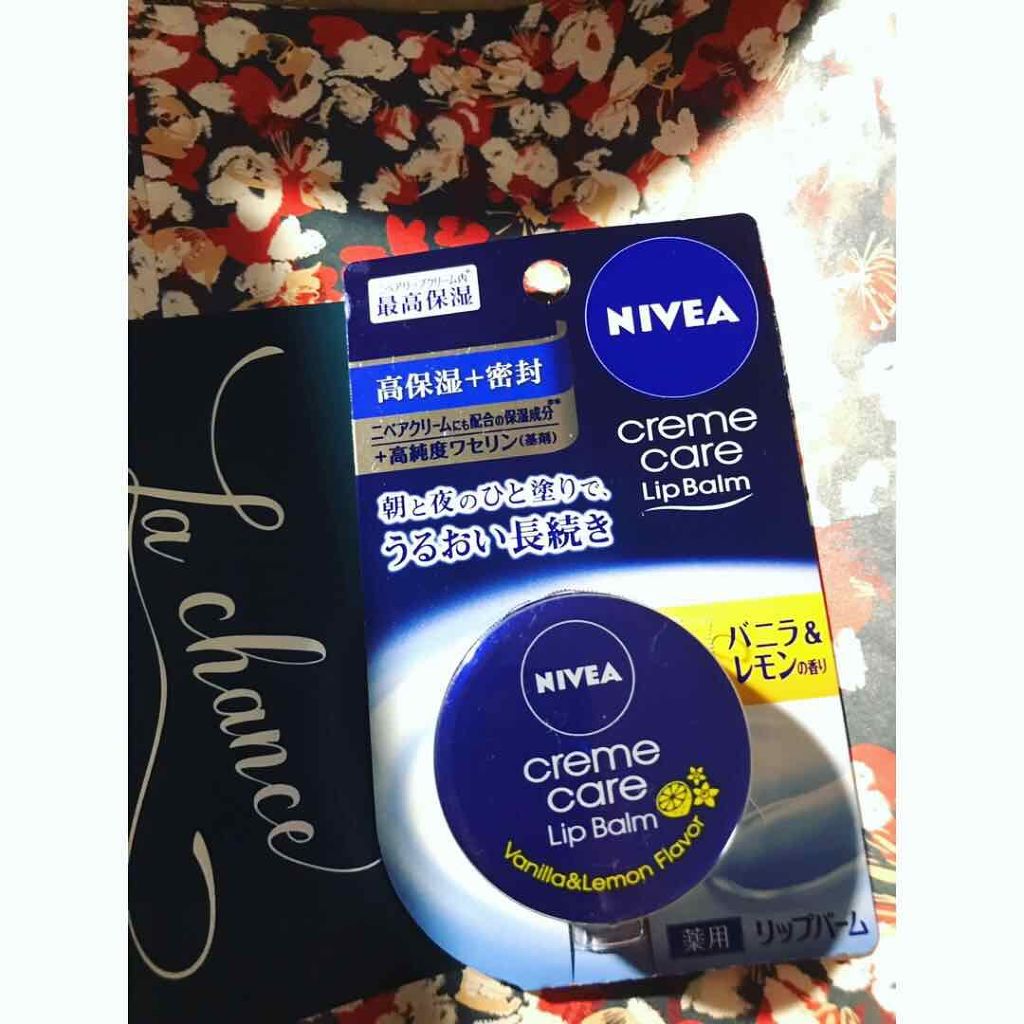 La chance
ニベアリップクリーム内*
最高保湿
高保湿+密封
ニベアクリームにも配合の保湿成分**
+高純度ワセリン(基剤)
朝と夜のひと塗りで、
うるおい長続き
NIVEA
creme
care
Lip Balm
バニラ&
レモンの香り
NIVEA
creme
care
Lip Balm
Vanilla&Lemon Flavor
薬用 リップバーム